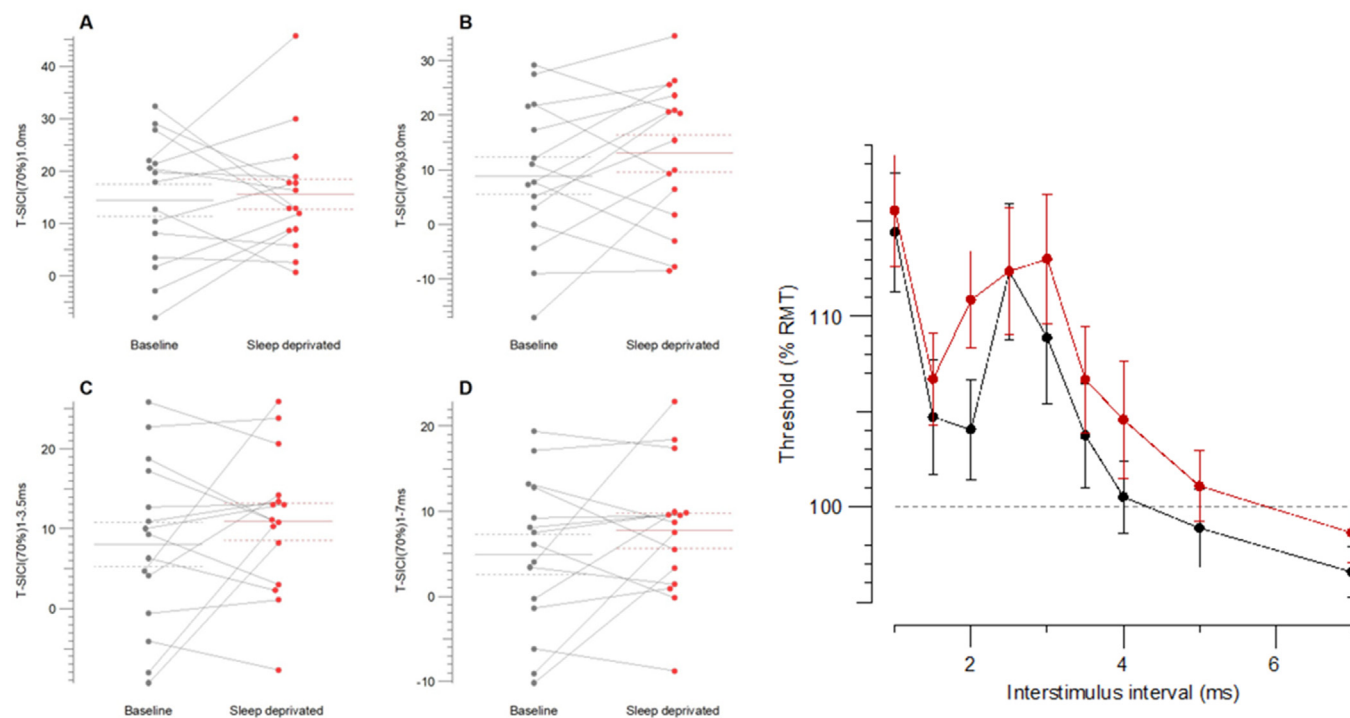 A
T-SICI(70%)1.0ms
40
30
20
10
0
Baseline
Sleep deprivated
B
T-SICI(70%)3.0ms
30
20
10
0
-10
Baseline
Sleep deprivated
C
T-SICI(70%)1-3.5ms
20
10
0
Baseline
Sleep deprivated
D
T-SICI(70%)1-7ms
20
10
0
-10
Baseline
Sleep deprivated
Threshold (% RMT)
110
100
2
4
6
Interstimulus interval (ms)